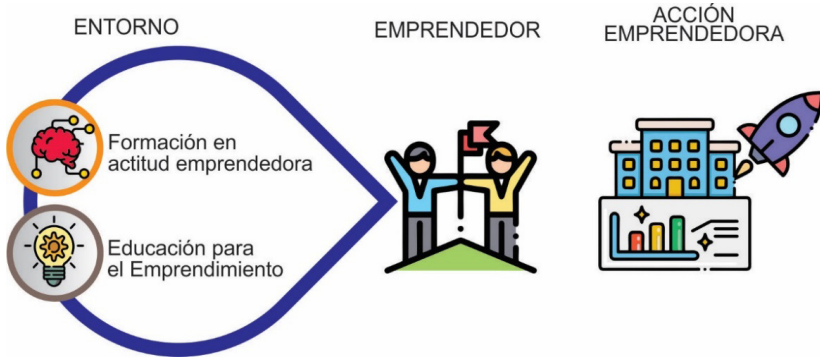 ENTORNO
EMPRENDEDOR
ACCIÓN
EMPRENDEDORA
Formación en
actitud emprendedora
Educación para
el Emprendimiento